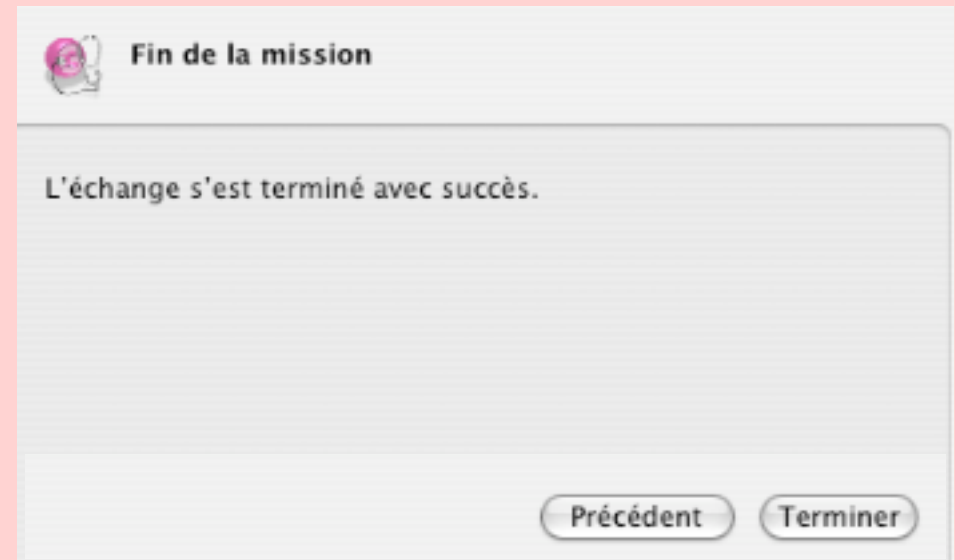 Fin de la mission
L'échange s'est terminé avec succès.
Précédent
Terminer